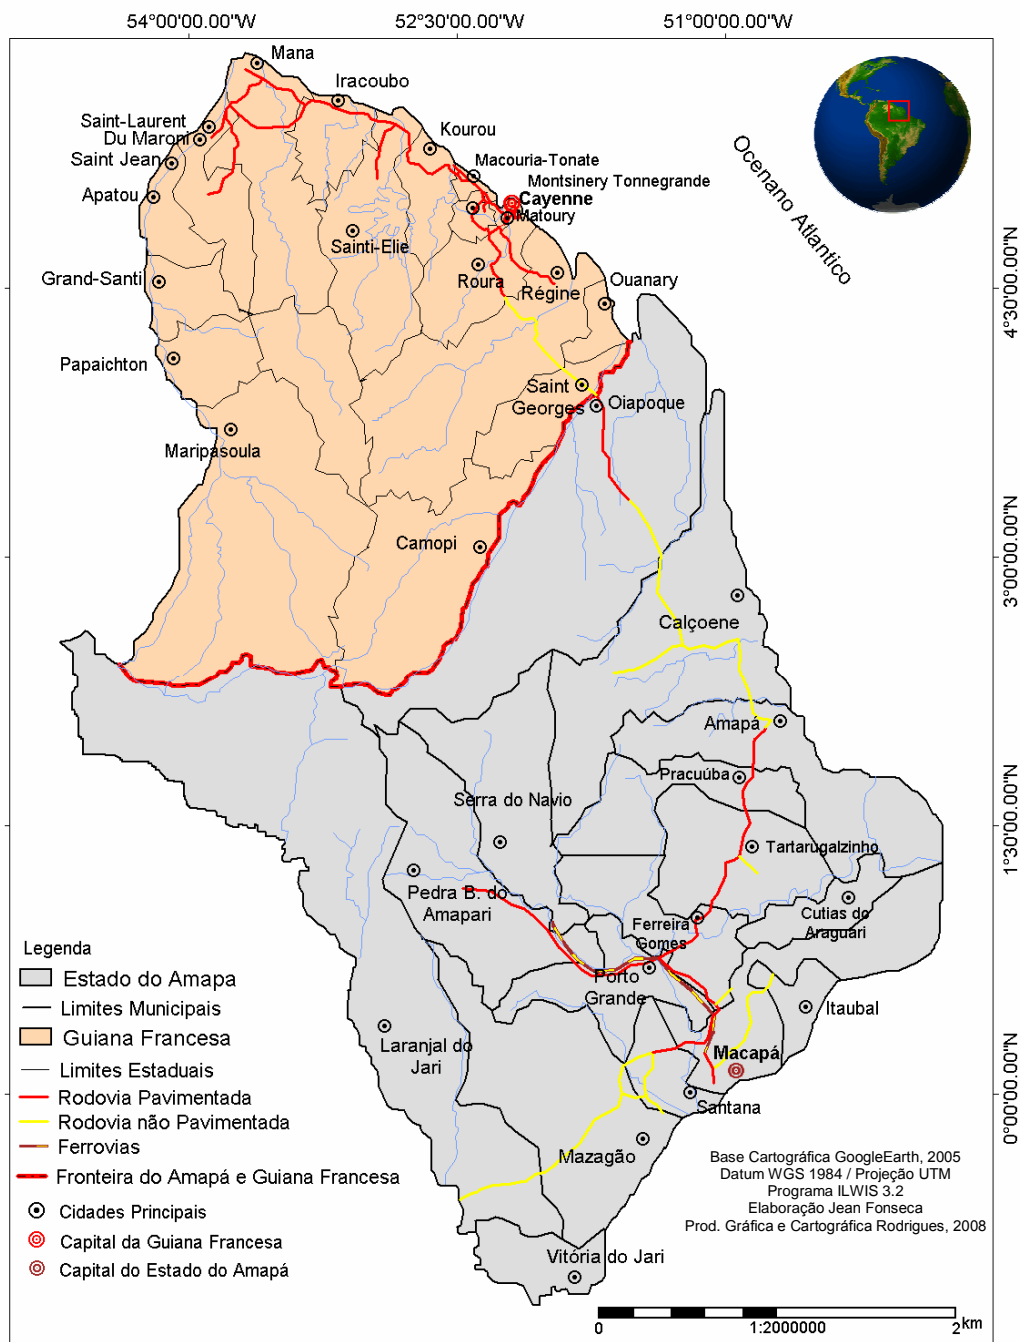 54°00'00.00"W
52°30'00.00"W
51°00'00.00"W
Mana
Iracoubo
Saint-Laurent
Du Maroni
Kourou
Saint Jean
Macouria-Tonate
Montsinery Tonnegrande
Apatou
Cayenne
Matoury
Sainti-Elie
Ocenano Atlantico
4°30'00.00"N
Grand-Santi
Roura
Régine
Ouanary
Papaichton
Saint
Georges
Oiapoque
Maripasoula
Camopi
3°00'00.00"N
Calçoene
Amapá
Pracuúba
Serra do Navio
1°30'00.00"N
Tartarugalzinho
Pedra B. do
Amapari
Cutias do
Araguari
Ferreira
Gomes
Porto
Grande
Itaubal
Laranjal do
Jari
Macapá
0°00'00.00"N
Santana
Mazagão
Vitória do Jari
Legenda
Estado do Amapa
Limites Municipais
Guiana Francesa
Limites Estaduais
Rodovia Pavimentada
Rodovia não Pavimentada
Ferrovias
Fronteira do Amapá e Guiana Francesa
Cidades Principais
Capital da Guiana Francesa
Capital do Estado do Amapá
Base Cartográfica GoogleEarth, 2005
Datum WGS 1984 / Projeção UTM
Programa ILWIS 3.2
Elaboração Jean Fonseca
Prod. Gráfica e Cartográfica Rodrigues, 2008
0
1:2000000
2 km